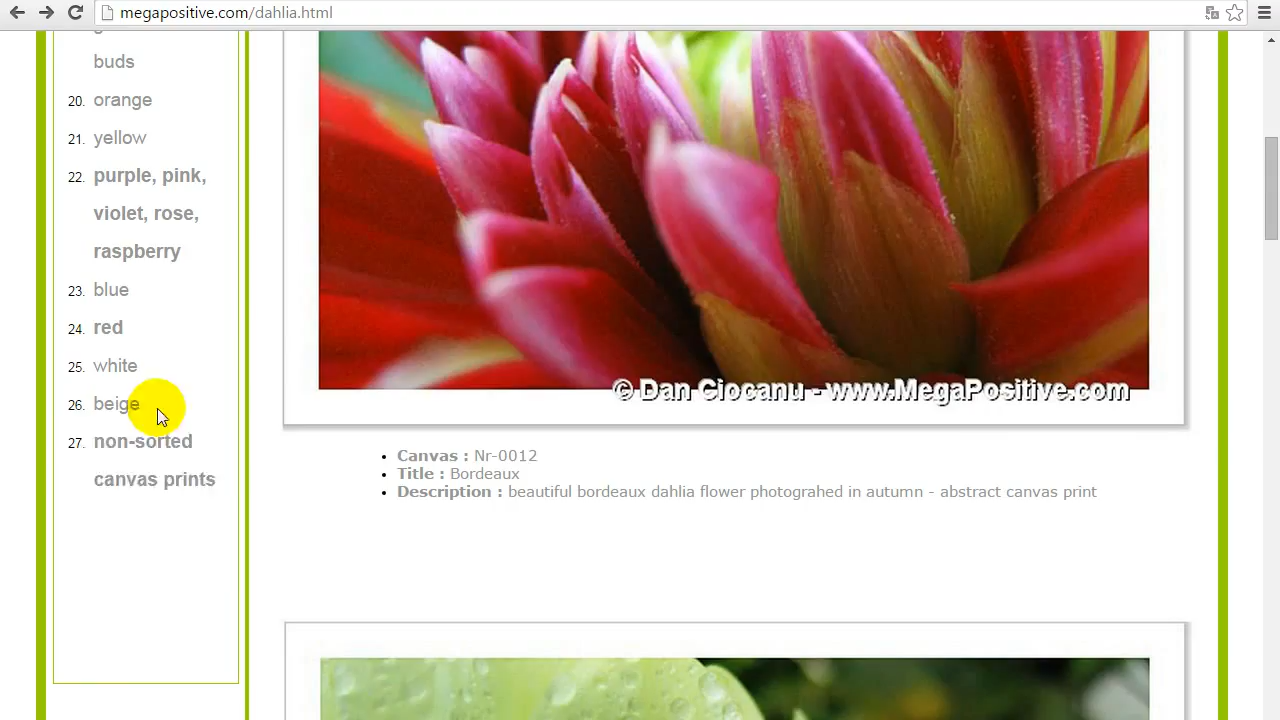 megapositive.com/dahlia.html
buds
20. orange
21. yellow
22. purple, pink,
violet, rose,
raspberry
23. blue
24. red
25. white
26. beige
27. non-sorted
canvas prints
© Dan Ciocanu - www.MegaPositive.com
• Canvas : Nr-0012
• Title : Bordeaux
• Description : beautiful bordeaux dahlia flower photograhed in autumn - abstract canvas print